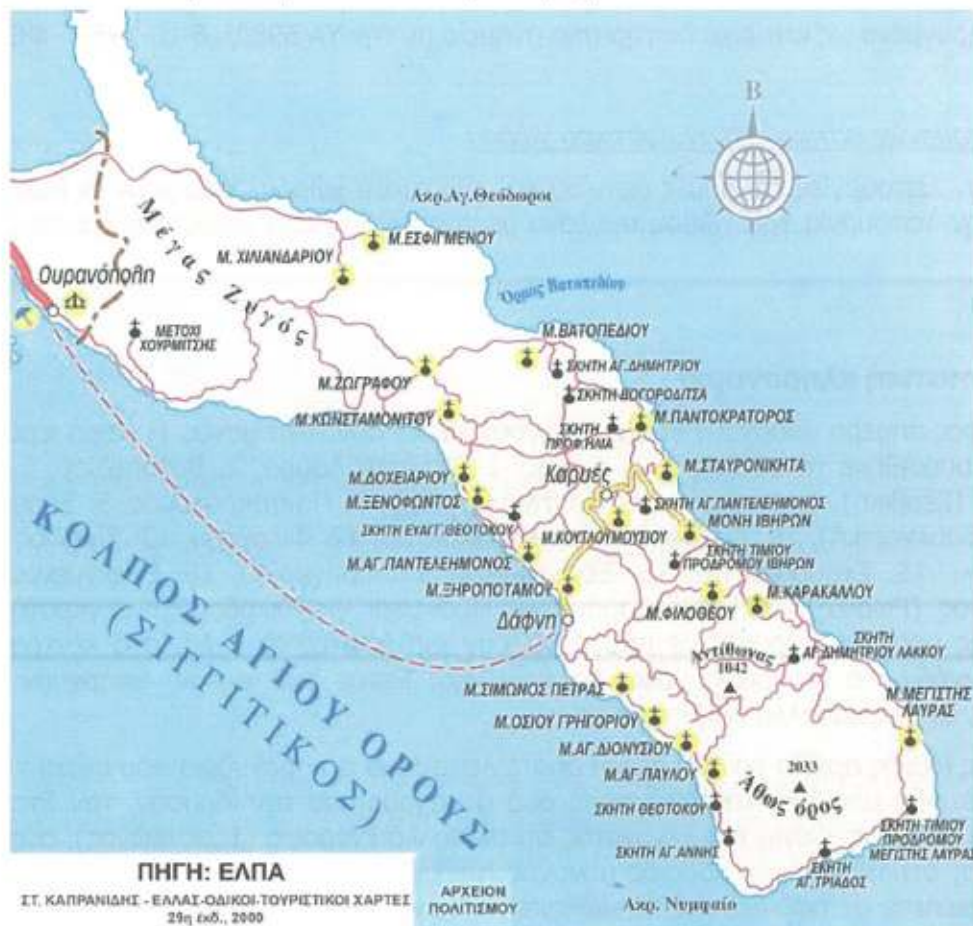 Β
Ακρ.Αγ.Θεόδωροι
Μ.ΕΣΦΙΓΜΕΝΟΥ
Μ. ΧΙΛΙΑΝΔΑΡΙΟΥ
Μέγας Ζυγός
Ουρανόπολη
Όρμος Βατοπεδίου
ΜΕΤΟΧΙ
ΧΟΥΡΜΙΤΣΗΣ
Μ.ΒΑΤΟΠΕΔΙΟΥ
ΣΚΗΤΗ ΑΓ.ΔΗΜΗΤΡΙΟΥ
Μ.ΖΩΓΡΑΦΟΥ
ΣΚΗΤΗ ΒΟΓΟΡΟΔΙΤΣΑ
Μ.ΚΩΝΣΤΑΜΟΝΙΤΟΥ
Μ.ΠΑΝΤΟΚΡΑΤΟΡΟΣ
ΣΚΗΤΗ
ΠΡΟΦ.ΗΛΙΑ
Μ.ΔΟΧΕΙΑΡΙΟΥ
Καρυές
Μ.ΣΤΑΥΡΟΝΙΚΗΤΑ
Μ.ΞΕΝΟΦΩΝΤΟΣ
ΣΚΗΤΗ ΑΓ.ΠΑΝΤΕΛΕΗΜΟΝΟΣ
ΣΚΗΤΗ ΕΥΑΓΓ.ΘΕΟΤΟΚΟΥ
Μ.ΚΟΥΤΛΟΥΜΟΥΣΙΟΥ
ΜΟΝΗ ΙΒΗΡΩΝ
Μ.ΑΓ.ΠΑΝΤΕΛΕΗΜΟΝΟΣ
ΣΚΗΤΗ ΤΙΜΙΟΥ
ΠΡΟΔΡΟΜΟΥ ΙΒΗΡΩΝ
Μ.ΞΗΡΟΠΟΤΑΜΟΥ
Μ.ΚΑΡΑΚΑΛΛΟΥ
Μ.ΦΙΛΟΘΕΟΥ
Δάφνη
ΣΚΗΤΗ
ΑΓ.ΔΗΜΗΤΡΙΟΥ ΛΑΚΚΟΥ
Αντίθωνας
1042
Μ.ΣΙΜΩΝΟΣ ΠΕΤΡΑΣ
Μ.ΜΕΓΙΣΤΗΣ
ΛΑΥΡΑΣ
Μ.ΟΣΙΟΥ ΓΡΗΓΟΡΙΟΥ
Μ.ΑΓ.ΔΙΟΝΥΣΙΟΥ
Μ.ΑΓ.ΠΑΥΛΟΥ
2033
Άθως όρος
ΣΚΗΤΗ ΘΕΟΤΟΚΟΥ
ΣΚΗΤΗ ΤΙΜΙΟΥ
ΠΡΟΔΡΟΜΟΥ
ΜΕΓΙΣΤΗΣ ΛΑΥΡΑΣ
ΣΚΗΤΗ ΑΓ.ΑΝΝΗΣ
ΣΚΗΤΗ
ΑΓ.ΤΡΙΑΔΟΣ
Ακρ. Νυμφαίο
ΚΟΛΠΟΣ ΑΓΙΟΥ ΟΡΟΥΣ
(ΣΙΓΓΙΤΙΚΟΣ)
ΠΗΓΗ: ΕΛΠΑ
ΣΤ. ΚΑΠΡΑΝΙΔΗΣ - ΕΛΛΑΣ-ΟΔΙΚΟΙ-ΤΟΥΡΙΣΤΙΚΟΙ ΧΑΡΤΕΣ
29η έκδ., 2000
ΑΡΧΕΙΟΝ
ΠΟΛΙΤΙΣΜΟΥ